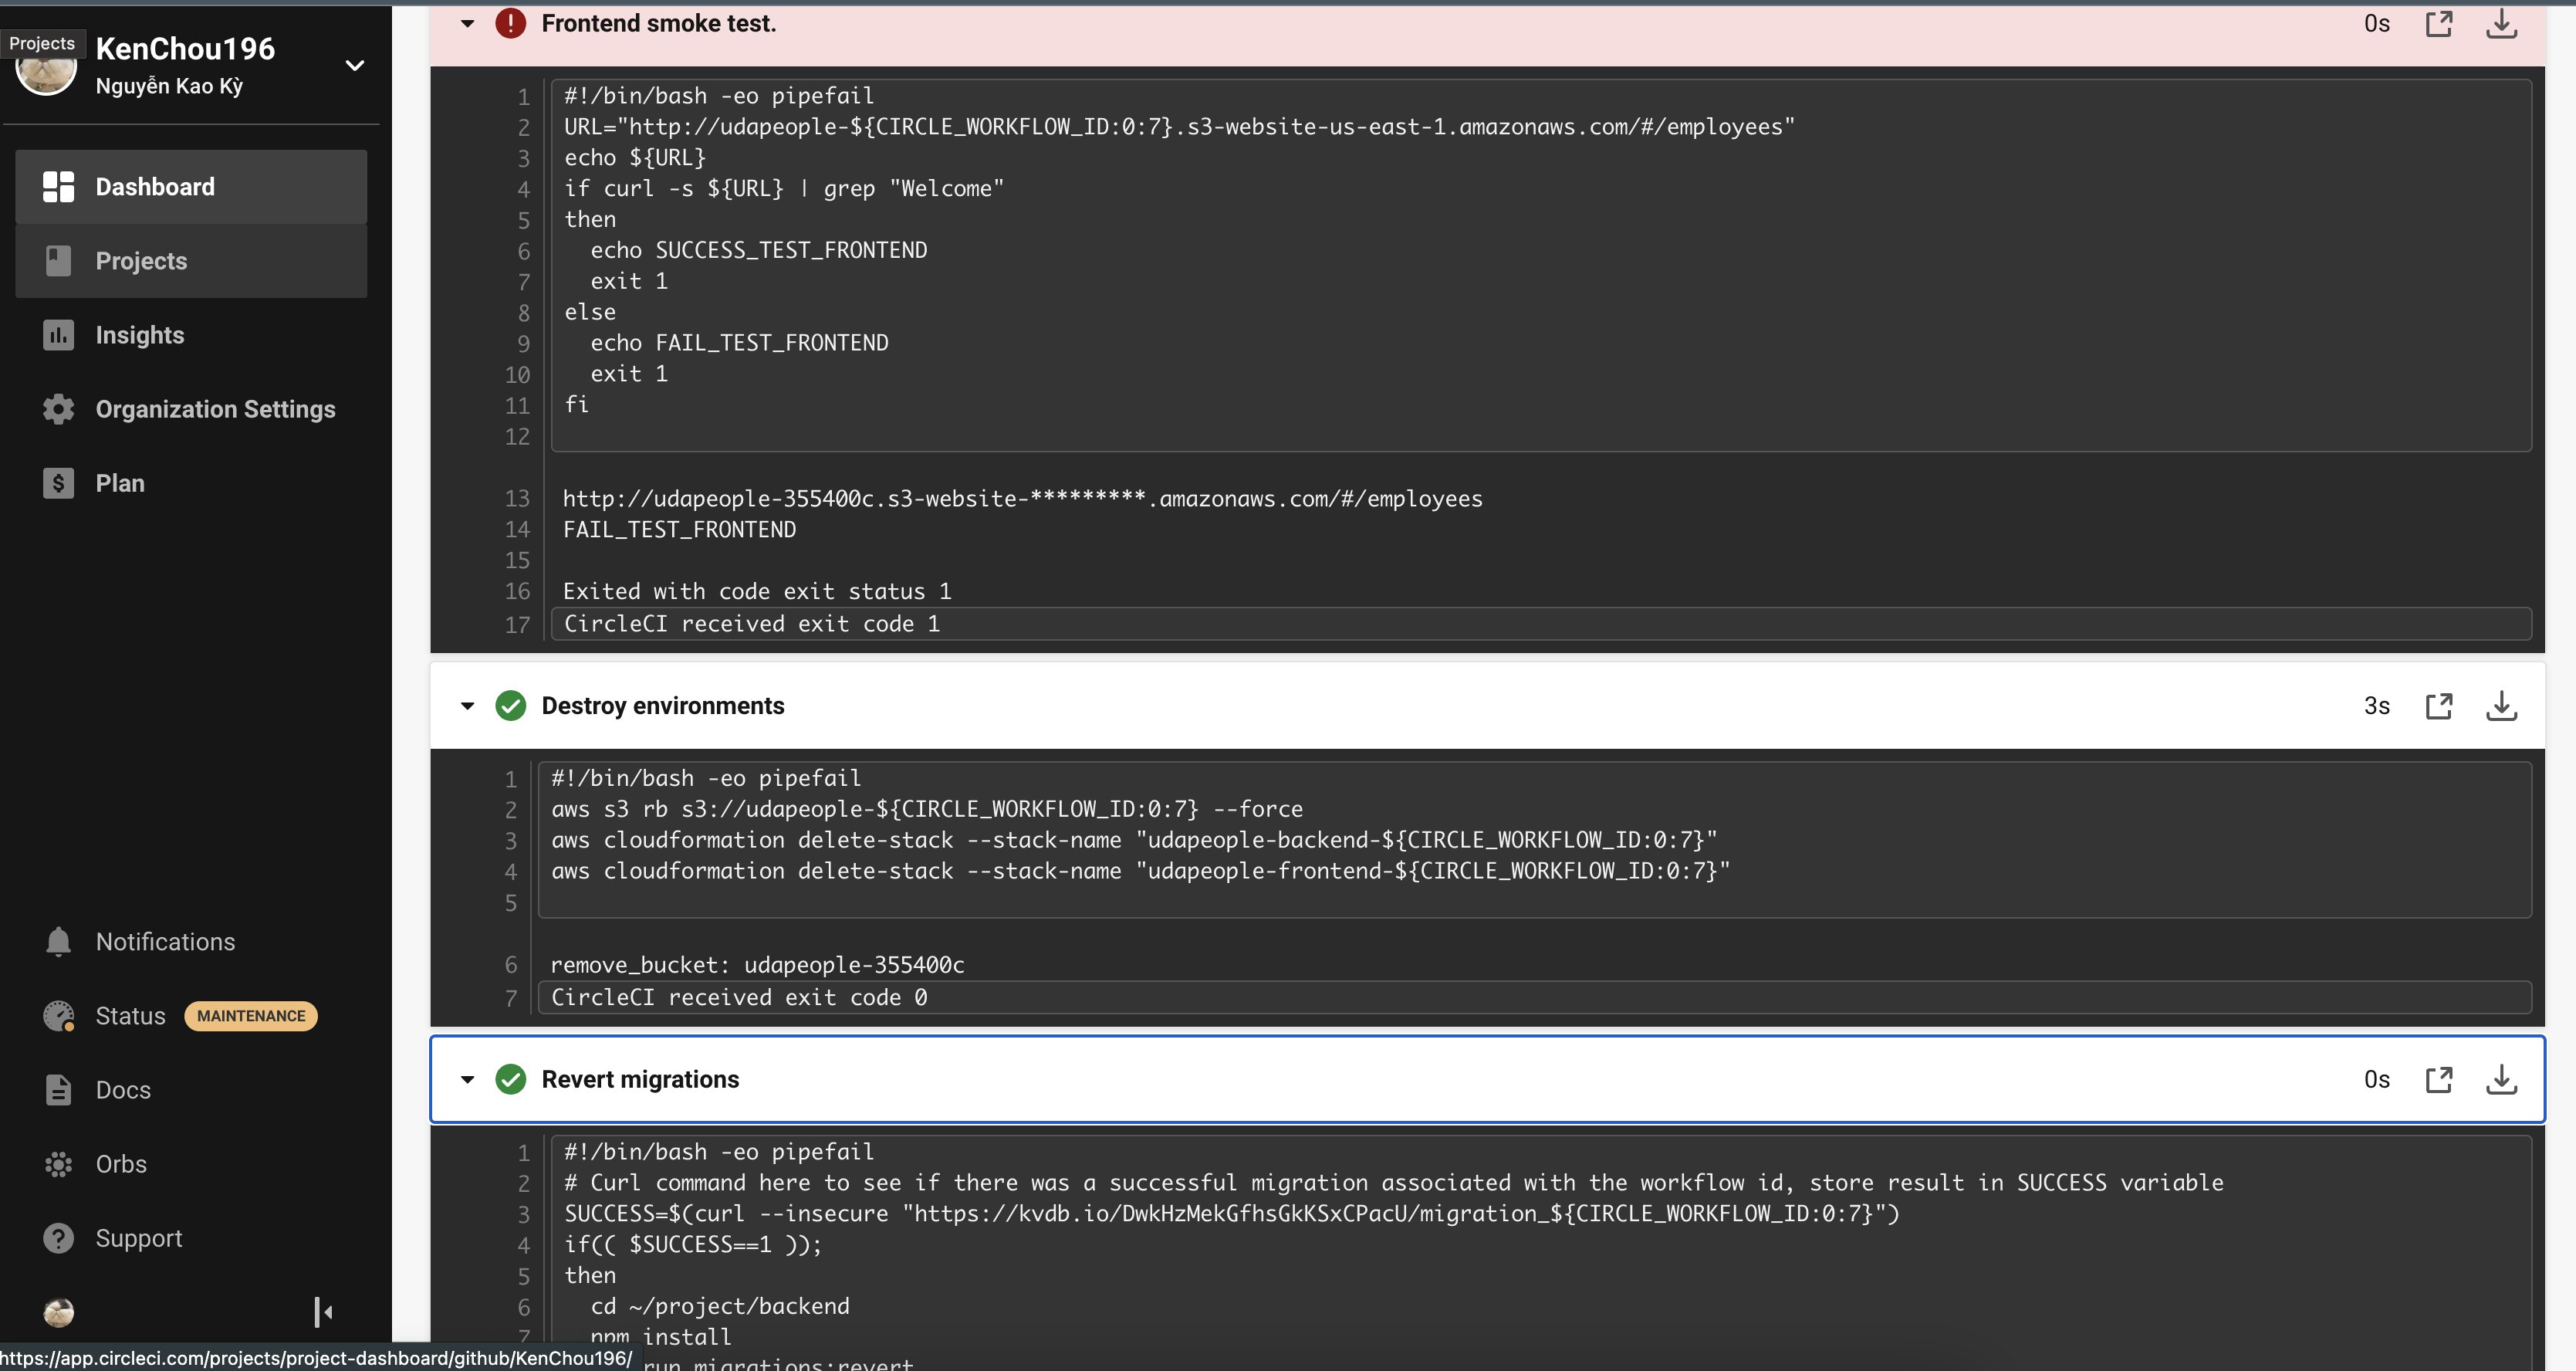 Projects
KenChou196
Nguyễn Kao Kỳ
Dashboard
Projects
Insights
Organization Settings
Plan
Notifications
Status MAINTENANCE
Docs
Orbs
Support
https://app.circleci.com/projects/project-dashboard/github/KenChou196/
Frontend smoke test. 0s
1 #!/bin/bash -eo pipefail
2 URL="http://udapeople-${CIRCLE_WORKFLOW_ID:0:7}.s3-website-us-east-1.amazonaws.com/#/employees"
3 echo ${URL}
4 if curl -s ${URL} | grep "Welcome"
5 then
6 echo SUCCESS_TEST_FRONTEND
7 exit 1
8 else
9 echo FAIL_TEST_FRONTEND
10 exit 1
11 fi
12
13 http://udapeople-355400c.s3-website-*********.amazonaws.com/#/employees
14 FAIL_TEST_FRONTEND
15
16 Exited with code exit status 1
17 CircleCI received exit code 1
Destroy environments 3s
1 #!/bin/bash -eo pipefail
2 aws s3 rb s3://udapeople-${CIRCLE_WORKFLOW_ID:0:7} --force
3 aws cloudformation delete-stack --stack-name "udapeople-backend-${CIRCLE_WORKFLOW_ID:0:7}"
4 aws cloudformation delete-stack --stack-name "udapeople-frontend-${CIRCLE_WORKFLOW_ID:0:7}"
5
6 remove_bucket: udapeople-355400c
7 CircleCI received exit code 0
Revert migrations 0s
1 #!/bin/bash -eo pipefail
2 # Curl command here to see if there was a successful migration associated with the workflow id, store result in SUCCESS variable
3 SUCCESS=$(curl --insecure "https://kvdb.io/DwkHzMekGfhsGkKSxCPacU/migration_${CIRCLE_WORKFLOW_ID:0:7}")
4 if(( $SUCCESS==1 ));
5 then
6 cd ~/project/backend
7 npm install
run migrations:revert